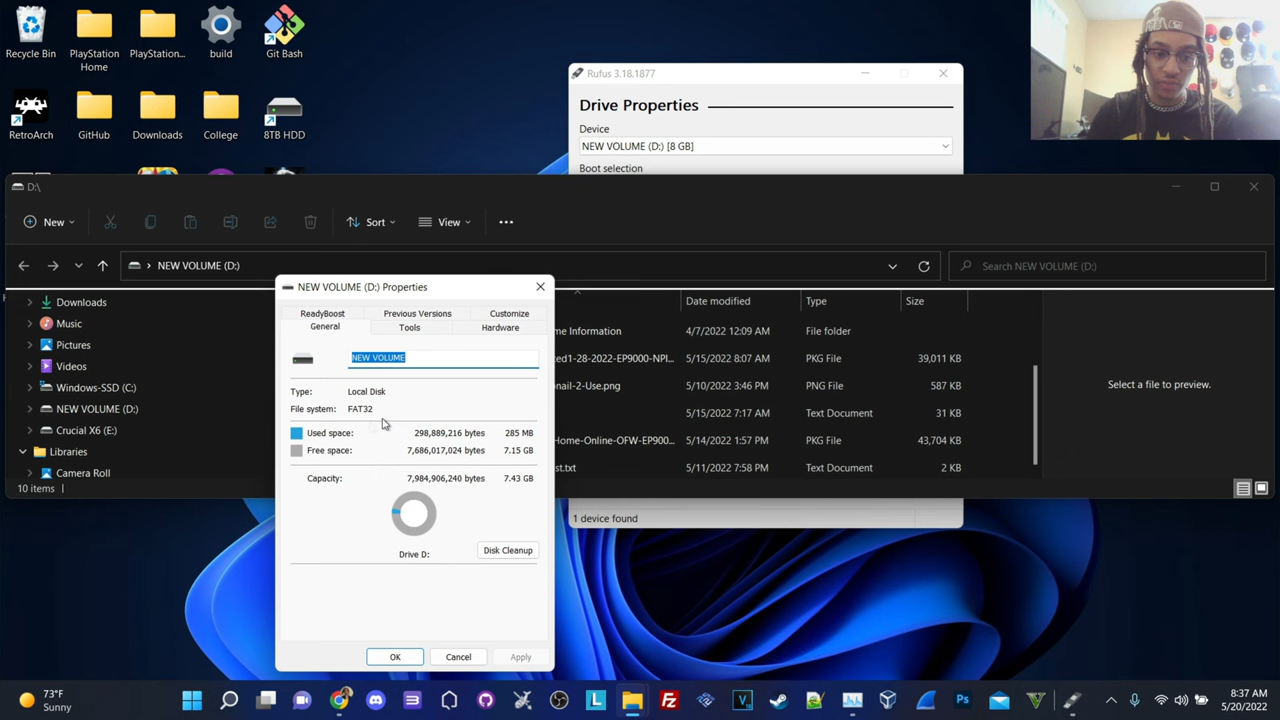 Recycle Bin
PlayStation Home
PlayStation...
build
Git Bash
RetroArch
GitHub
Downloads
College
8TB HDD
Rufus 3.18.1877
Drive Properties
Device
NEW VOLUME (D:) [8 GB]
Boot selection
D:\
New
Sort
View
NEW VOLUME (D:)
Search NEW VOLUME (D:)
Downloads
Music
Pictures
Videos
Windows-SSD (C:)
NEW VOLUME (D:)
Crucial X6 (E:)
Libraries
Camera Roll
10 items
Date modified Type Size
me Information 4/7/2022 12:09 AM File folder
ted1-28-2022-EP9000-NPI... 5/15/2022 8:07 AM PKG File 39,011 KB
nail-2-Use.png 5/10/2022 3:46 PM PNG File 587 KB
5/15/2022 7:17 AM Text Document 31 KB
Home-Online-OFW-EP900... 5/14/2022 1:57 PM PKG File 43,704 KB
st.txt 5/11/2022 7:58 PM Text Document 2 KB
Select a file to preview.
NEW VOLUME (D:) Properties
ReadyBoost Previous Versions Customize
General Tools Hardware
NEW VOLUME
Type: Local Disk
File system: FAT32
Used space: 298,889,216 bytes 285 MB
Free space: 7,686,017,024 bytes 7.15 GB
Capacity: 7,984,906,240 bytes 7.43 GB
Drive D:
Disk Cleanup
OK Cancel Apply
1 device found
73°F
Sunny
8:37 AM
5/20/2022